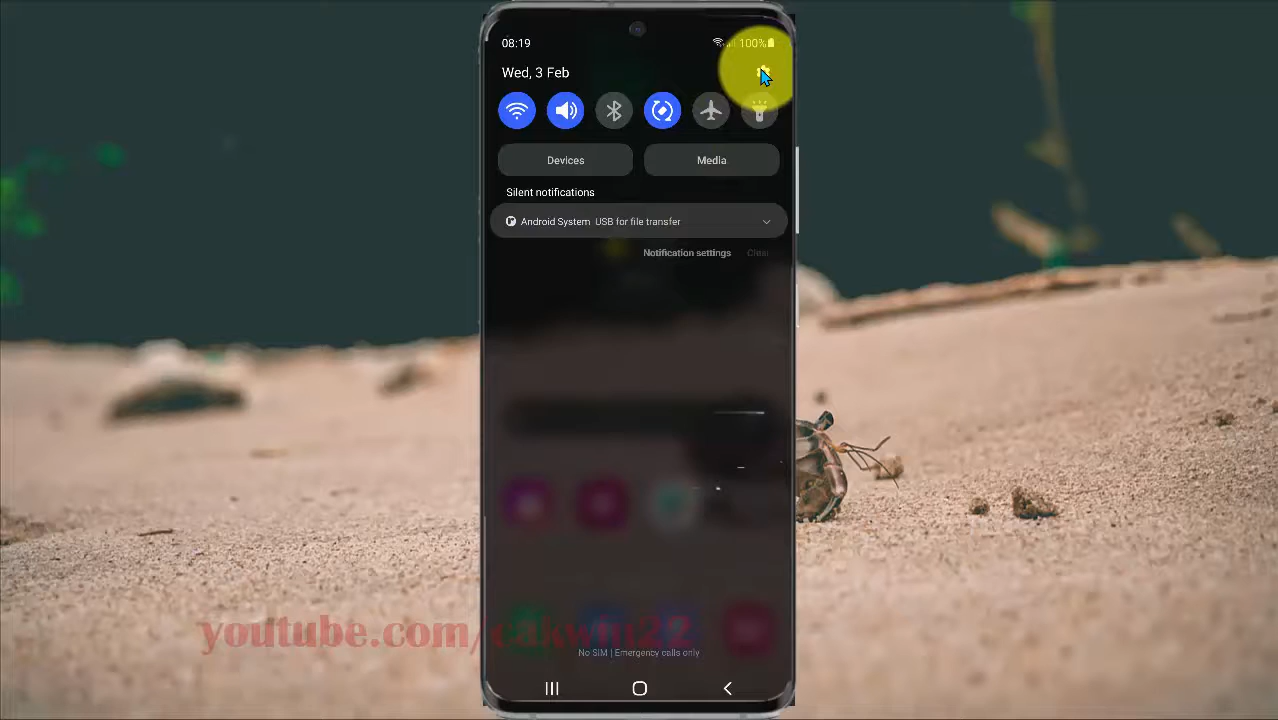 08:19
100%
Wed, 3 Feb
Devices
Media
Silent notifications
Android System USB for file transfer
Notification settings
Clear
youtube.com/cakwin22
No SIM | Emergency calls only